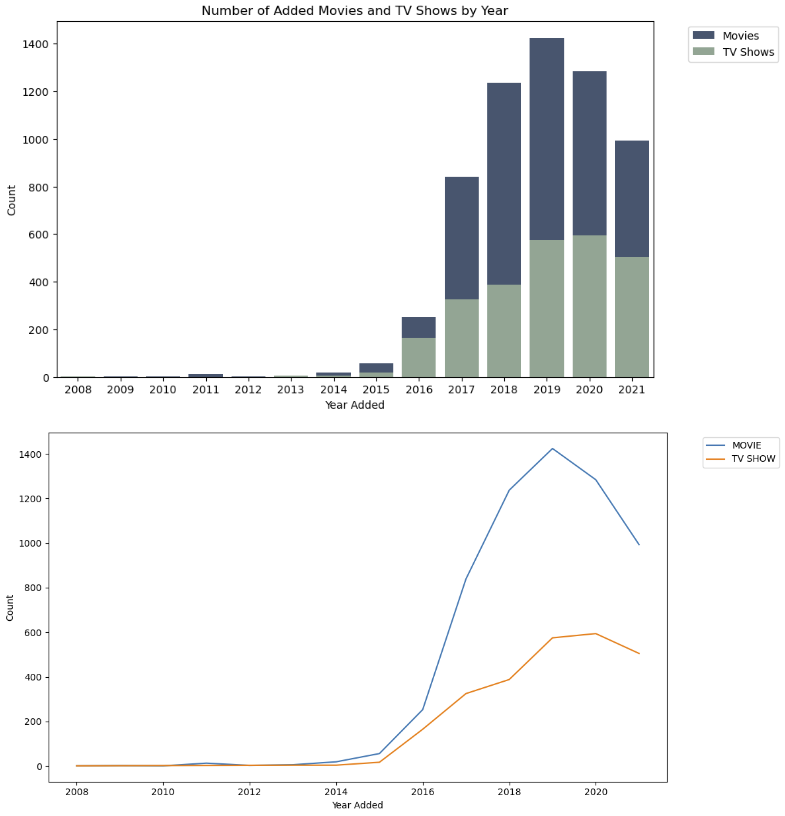 Number of Added Movies and TV Shows by Year
Movies
TV Shows
1400
1200
1000
800
600
400
200
0
Count
2008 2009 2010 2011 2012 2013 2014 2015 2016 2017 2018 2019 2020 2021
Year Added
MOVIE
TV SHOW
1400
1200
1000
800
600
400
200
0
Count
2008 2010 2012 2014 2016 2018 2020
Year Added